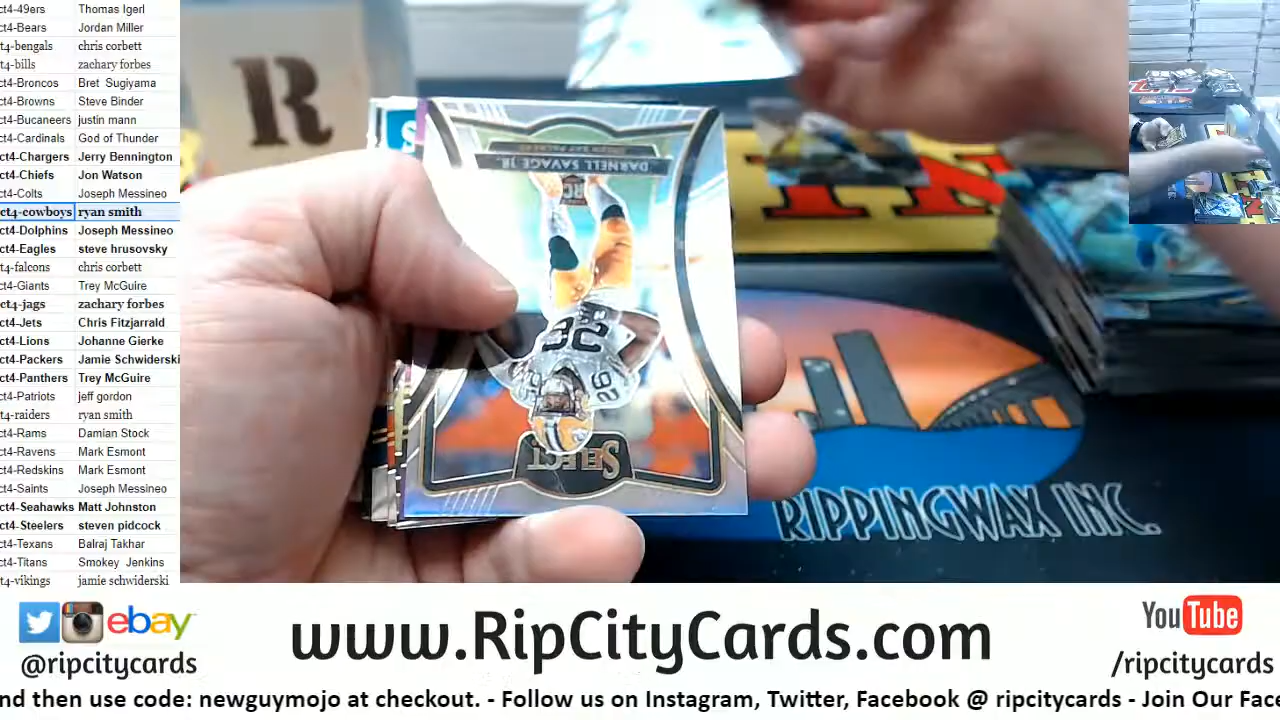 ct4-49ers Thomas Igerl
ct4-Bears Jordan Miller
t4-bengals chris corbett
t4-bills zachary forbes
ct4-Broncos Bret Sugiyama
ct4-Browns Steve Binder
ct4-Bucaneers justin mann
ct4-Cardinals God of Thunder
ct4-Chargers Jerry Bennington
ct4-Chiefs Jon Watson
ct4-Colts Joseph Messineo
ct4-cowboys ryan smith
ct4-Dolphins Joseph Messineo
ct4-Eagles steve hrusovsky
t4-falcons chris corbett
ct4-Giants Trey McGuire
ct4-jags zachary forbes
ct4-Jets Chris Fitzjarrald
ct4-Lions Johanne Gierke
ct4-Packers Jamie Schwiderski
ct4-Panthers Trey McGuire
ct4-Patriots jeff gordon
ct4-raiders ryan smith
ct4-Rams Damian Stock
ct4-Ravens Mark Esmont
ct4-Redskins Mark Esmont
ct4-Saints Joseph Messineo
ct4-Seahawks Matt Johnston
ct4-Steelers steven pidcock
ct4-Texans Balraj Takhar
ct4-Titans Smokey Jenkins
t4-vikings jamie schwiderski
R
DARNELL SAVAGE JR.
GREEN BAY PACKERS
RC
26
26
SELECT
RIPPINGWAX INC.
ebay
@ripcitycards
www.RipCityCards.com
YouTube
/ripcitycards
nd then use code: newguymojo at checkout. - Follow us on Instagram, Twitter, Facebook @ ripcitycards - Join Our Face